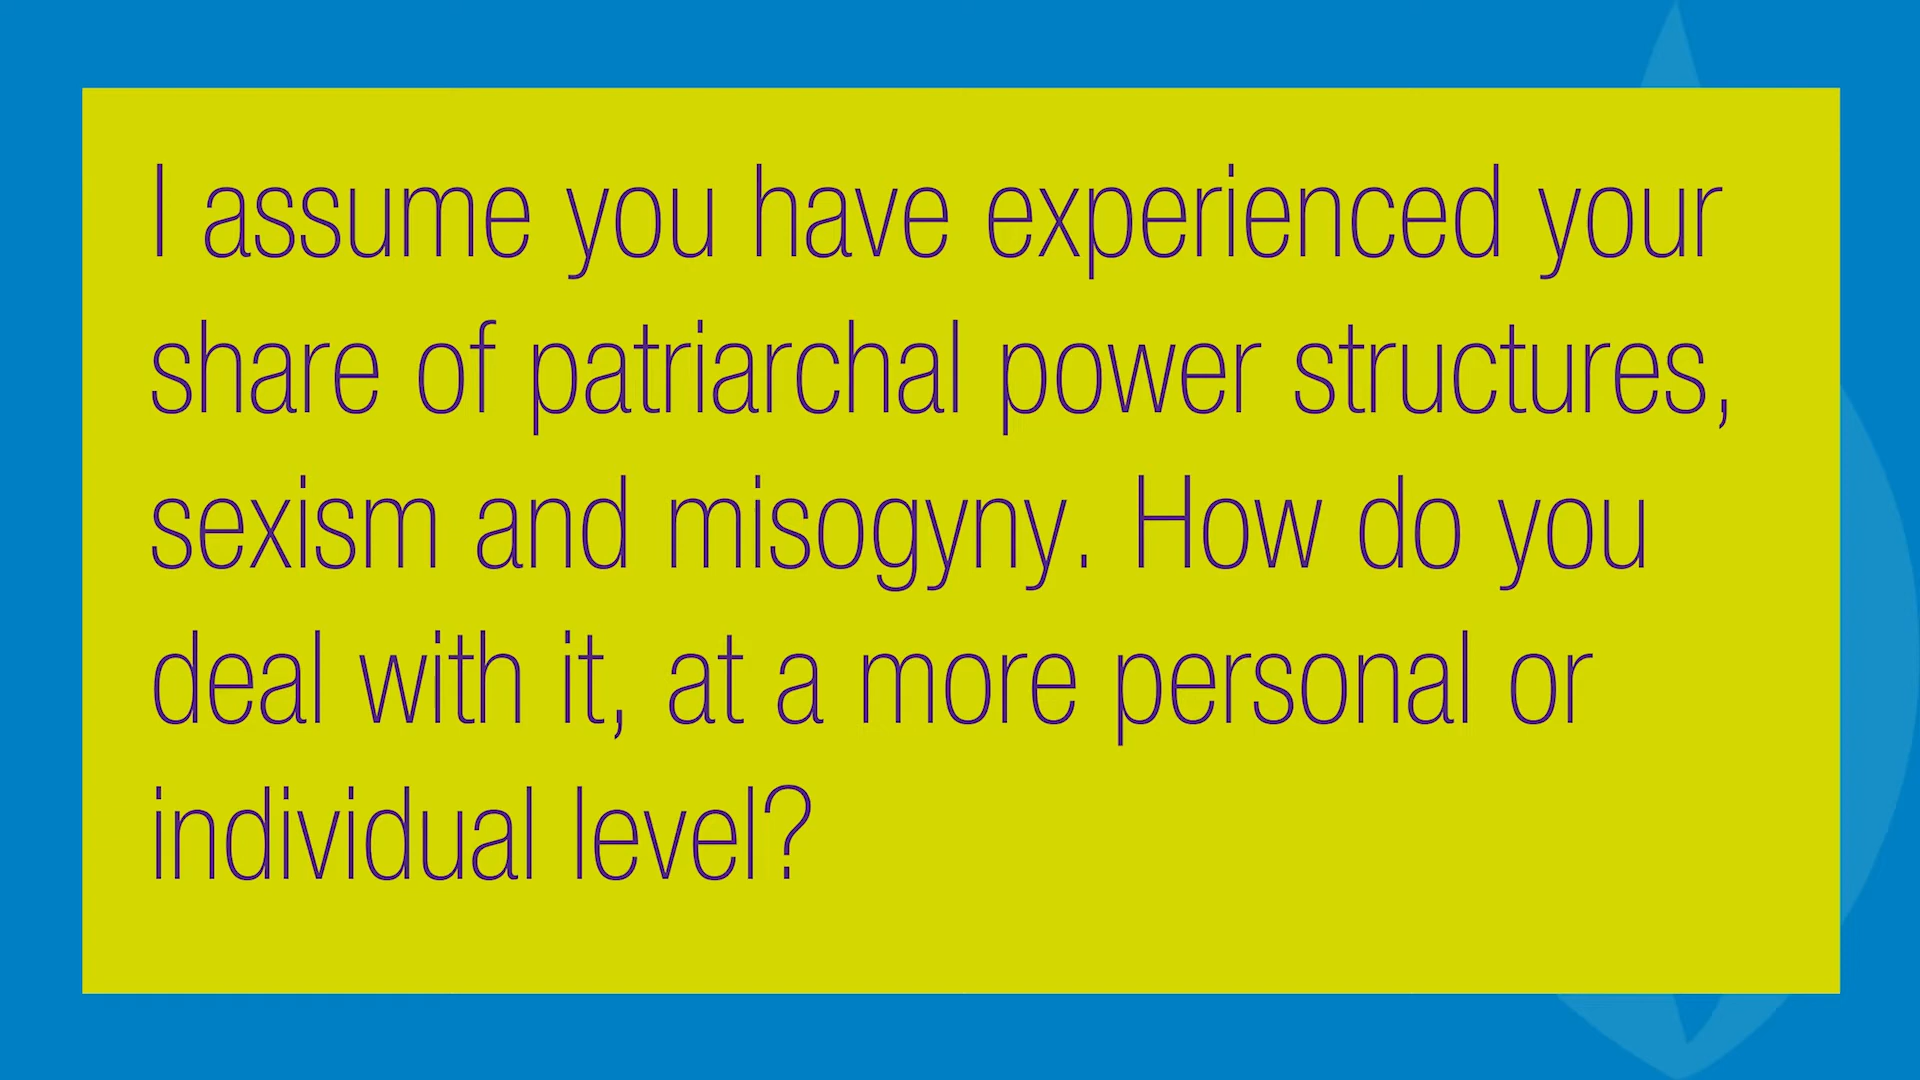 I assume you have experienced your
share of patriarchal power structures,
sexism and misogyny. How do you
deal with it, at a more personal or
individual level?